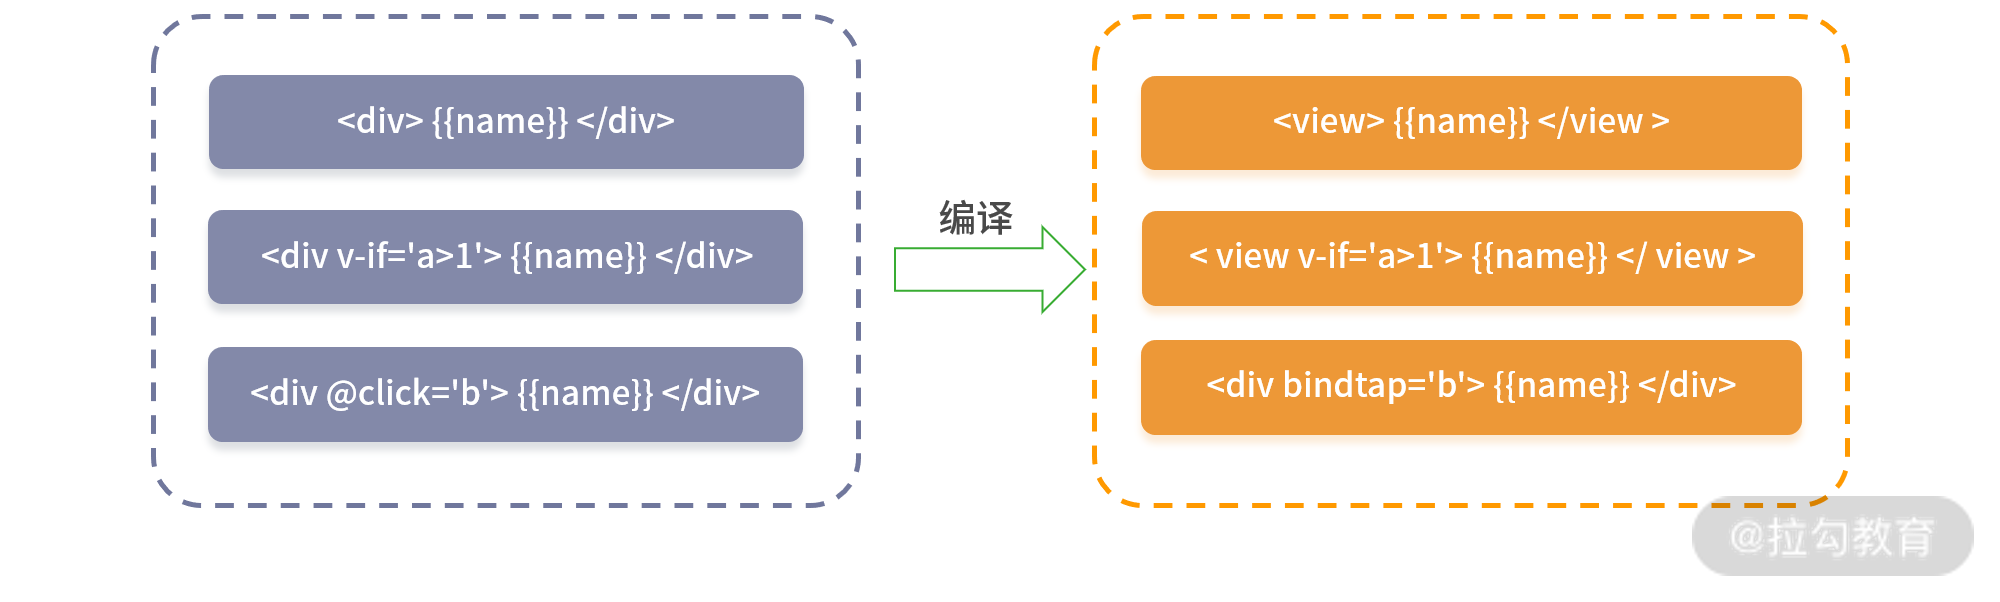 <div> {{name}} </div>
<div v-if='a>1'> {{name}} </div>
<div @click='b'> {{name}} </div>
编译
<view> {{name}} </view >
< view v-if='a>1'> {{name}} </ view >
<div bindtap='b'> {{name}} </div>
@拉勾教育